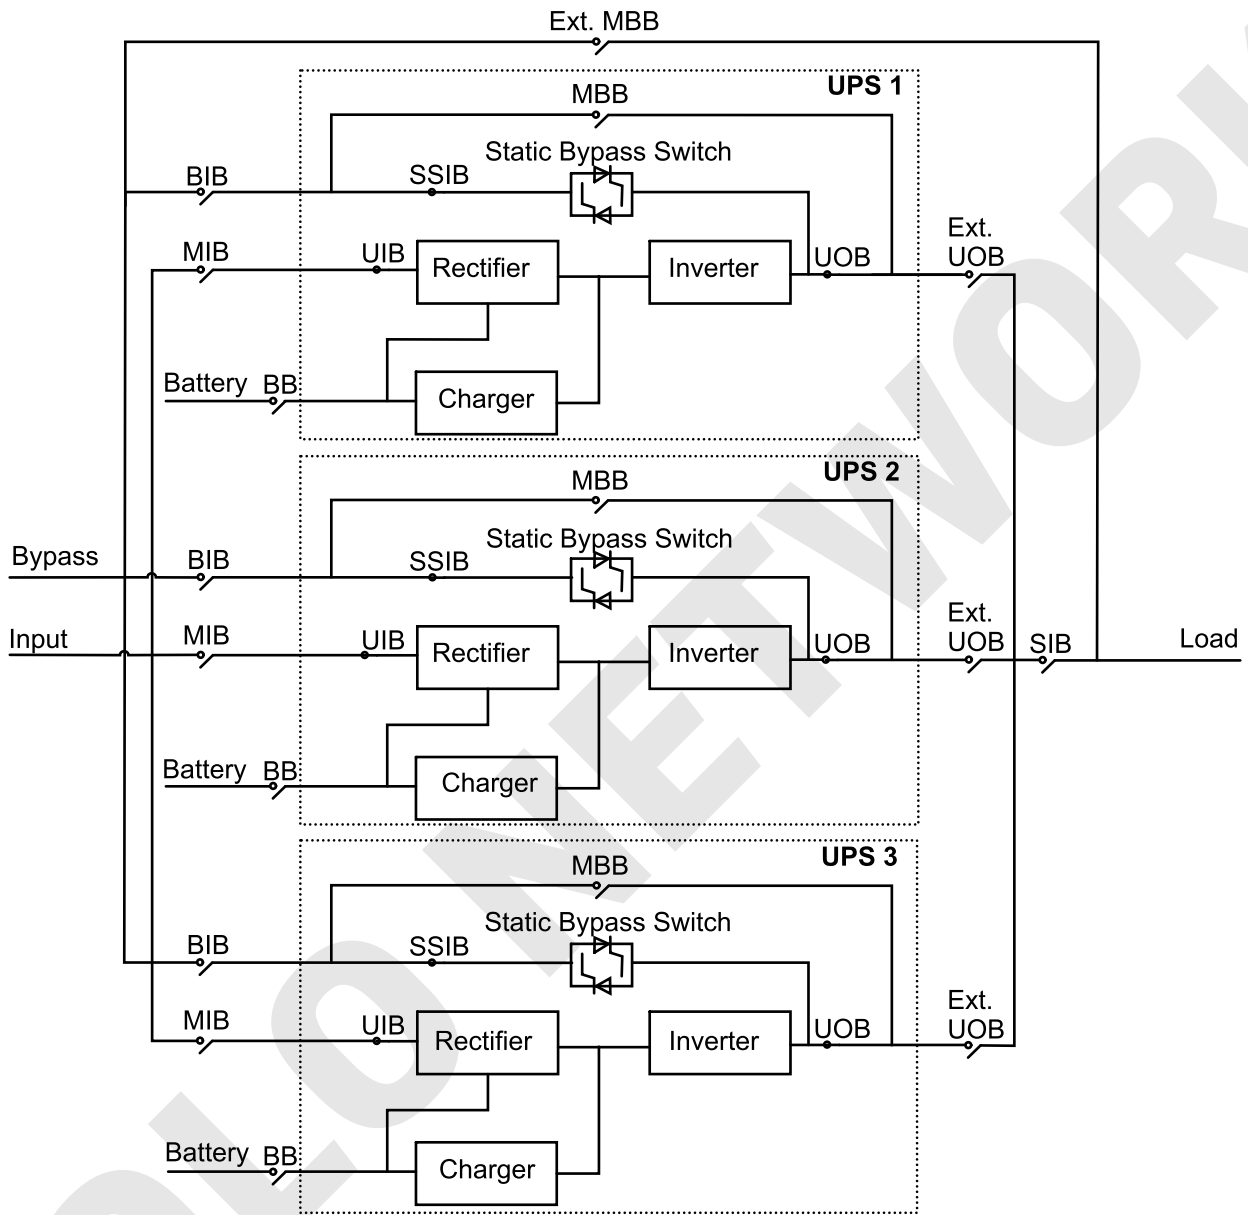 Ext. MBB
UPS 1
MBB
Static Bypass Switch
BIB
SSIB
MIB
UIB
Rectifier
Inverter
UOB
Ext.
UOB
Battery
BB
Charger
UPS 2
MBB
Static Bypass Switch
Bypass
BIB
SSIB
Input
MIB
UIB
Rectifier
Inverter
UOB
Ext.
UOB
SIB
Load
Battery
BB
Charger
UPS 3
MBB
Static Bypass Switch
BIB
SSIB
MIB
UIB
Rectifier
Inverter
UOB
Ext.
UOB
Battery
BB
Charger
OLO NETWORK